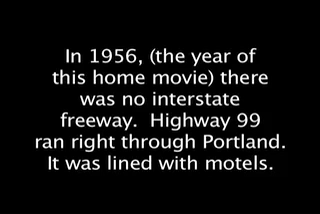 In 1956, (the year of
this home movie) there
was no interstate
freeway.  Highway 99
ran right through Portland.
It was lined with motels.